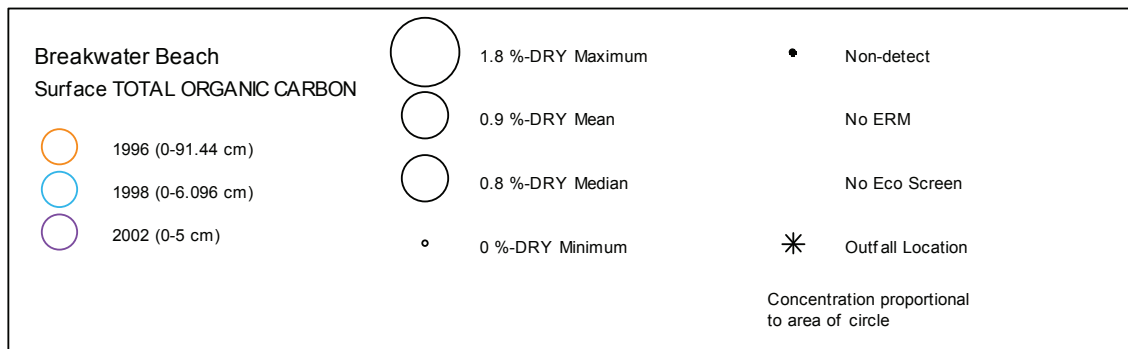 Breakwater Beach
Surface TOTAL ORGANIC CARBON
1996 (0-91.44 cm)
1998 (0-6.096 cm)
2002 (0-5 cm)
1.8 %-DRY Maximum
0.9 %-DRY Mean
0.8 %-DRY Median
0 %-DRY Minimum
Non-detect
No ERM
No Eco Screen
Outfall Location
Concentration proportional
to area of circle